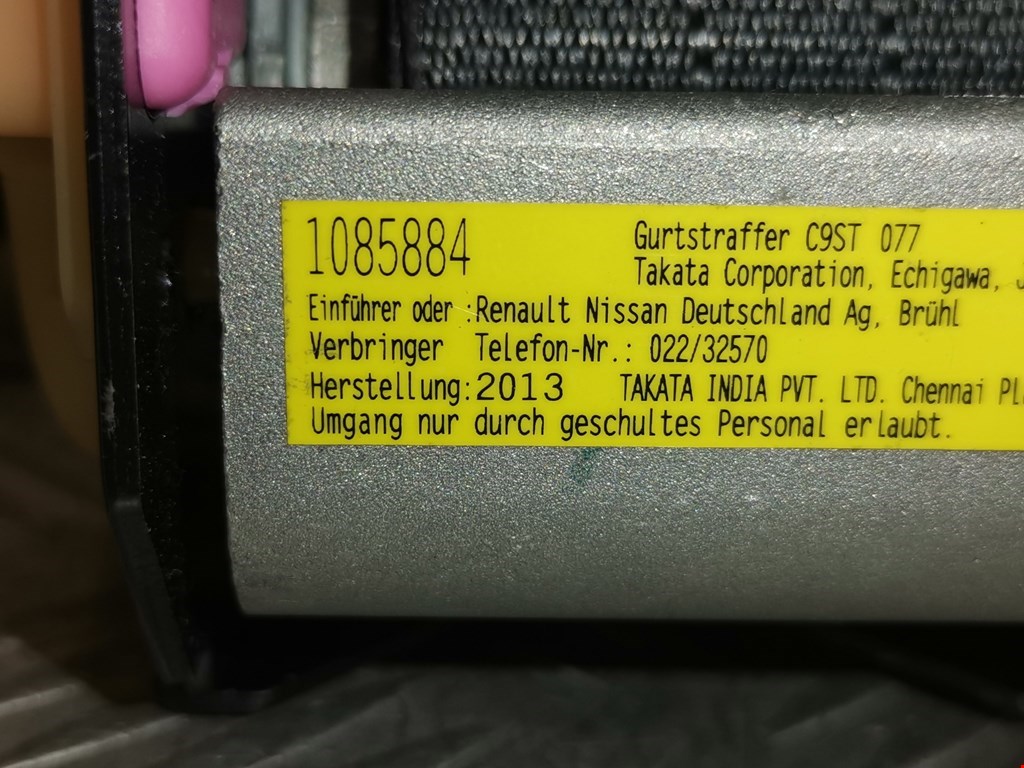 1085884 Gurtstraffer C9ST 077
Takata Corporation, Echigawa,
Einführer oder :Renault Nissan Deutschland Ag, Brühl
Verbringer Telefon-Nr.: 022/32570
Herstellung: 2013 TAKATA INDIA PVT. LTD. Chennai
Umgang nur durch geschultes Personal erlaubt.